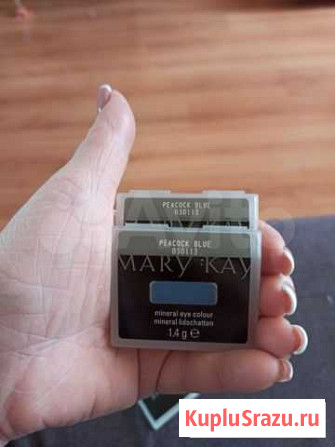 PEACOCK BLUE
030113
PEACOCK BLUE
030113
MARY KAY
mineral eye colour
mineral lidschatten
1,4 g ℮
KupluSrazu.ru